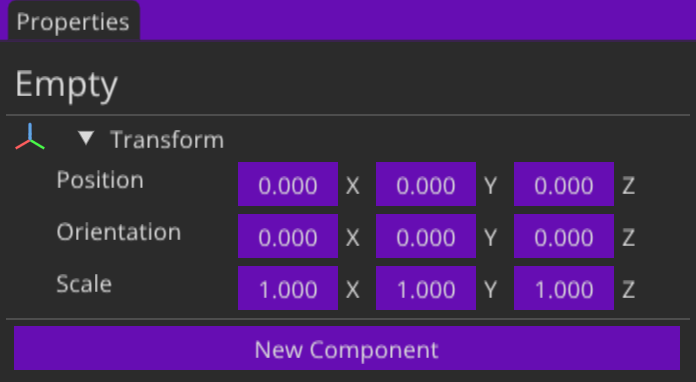 Properties
Empty
Transform
Position 0.000 X 0.000 Y 0.000 Z
Orientation 0.000 X 0.000 Y 0.000 Z
Scale 1.000 X 1.000 Y 1.000 Z
New Component